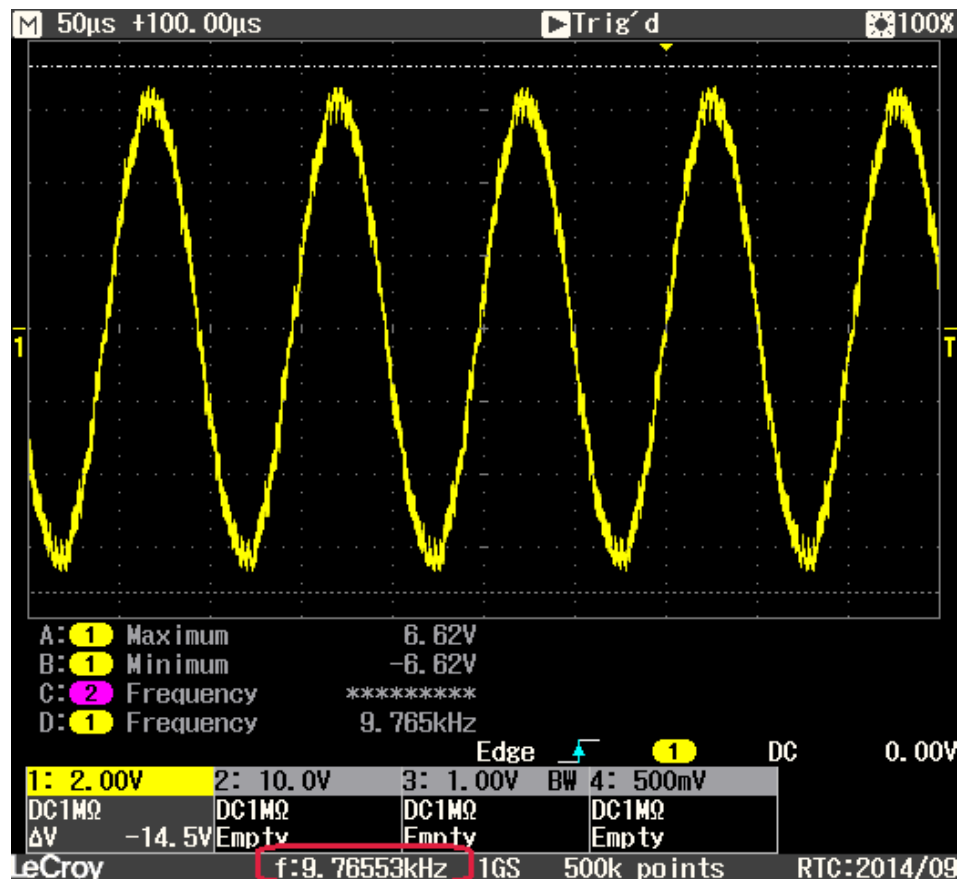 M 50µs +100.00µs Trig´d 100%
1 T
A: 1 Maximum 6.62V
B: 1 Minimum -6.62V
C: 2 Frequency *********
D: 1 Frequency 9.765kHz
Edge 1 DC 0.00V
1: 2.00V 2: 10.0V 3: 1.00V BW 4: 500mV
DC1MΩ DC1MΩ DC1MΩ DC1MΩ
ΔV -14.5V Empty Empty Empty
LeCroy f:9.76553kHz 1GS 500k points RTC:2014/09